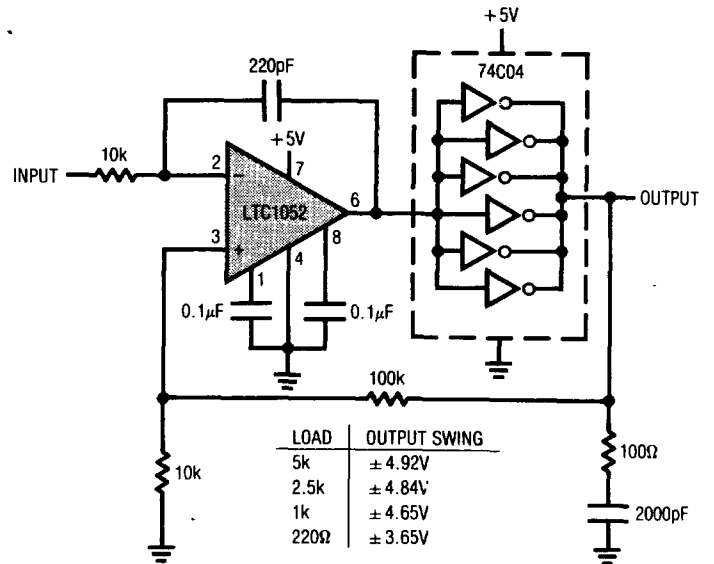 +5V
74C04
220pF
10k
+5V
INPUT
2
−
7
LTC1052
6
OUTPUT
3
+
8
1
4
0.1µF
0.1µF
100k
10k
LOAD OUTPUT SWING
5k ±4.92V
2.5k ±4.84V
1k ±4.65V
220Ω ±3.65V
100Ω
2000pF